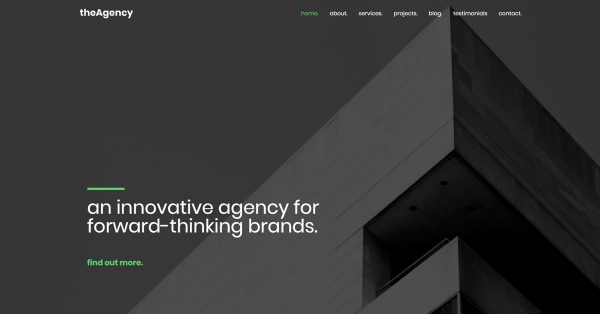 theAgency
home. about. services. projects. blog. testimonials contact.
an innovative agency for
forward-thinking brands.
find out more.